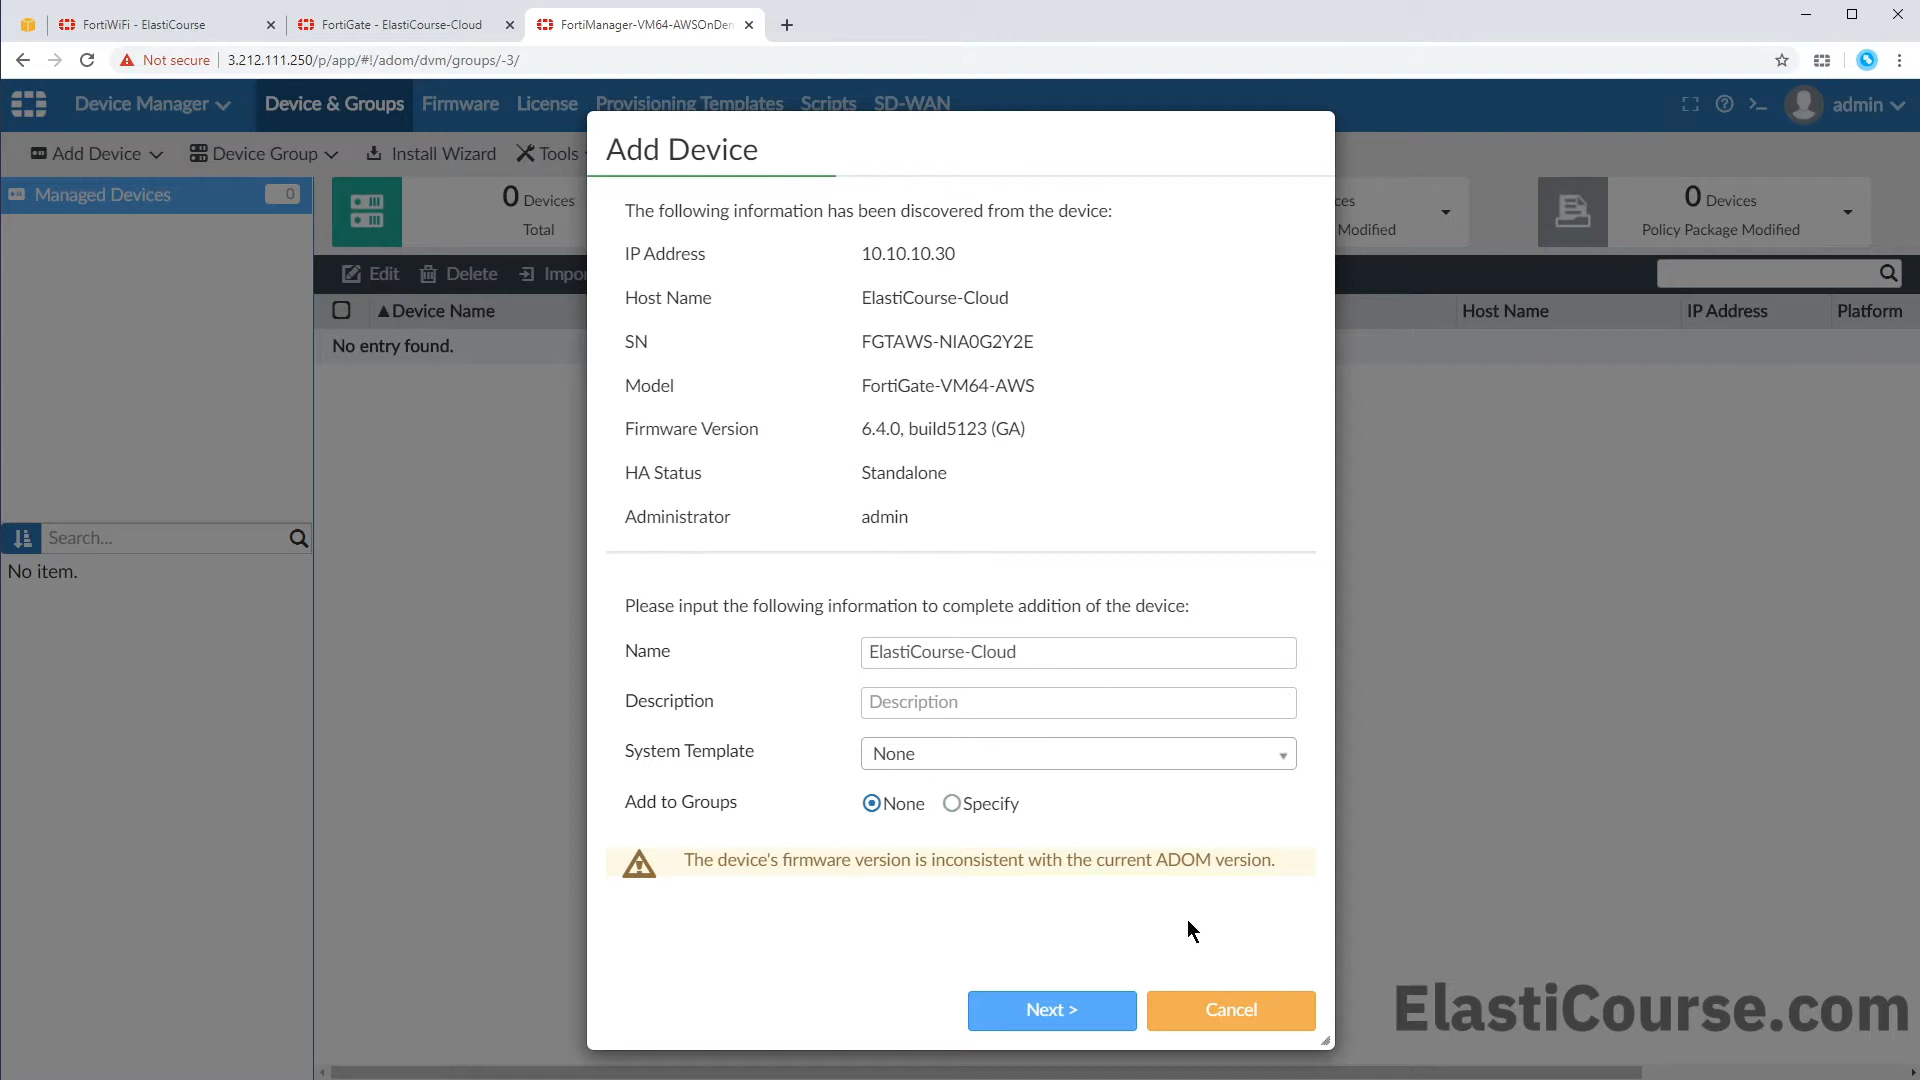 FortiWiFi - ElastiCourse
FortiGate - ElastiCourse-Cloud
FortiManager-VM64-AWSOnDem
Not secure
3.212.111.250/p/app/#!/adom/dvm/groups/-3/
Device Manager
Device & Groups
Firmware
License
Provisioning Templates
Scripts
SD-WAN
admin
Add Device
Device Group
Install Wizard
Tools
Managed Devices
0
0 Devices
Total
ces
Modified
0 Devices
Policy Package Modified
Edit
Delete
Impor
Device Name
Host Name
IP Address
Platform
No entry found.
Search...
No item.
Add Device
The following information has been discovered from the device:
IP Address 10.10.10.30
Host Name ElastiCourse-Cloud
SN FGTAWS-NIA0G2Y2E
Model FortiGate-VM64-AWS
Firmware Version 6.4.0, build5123 (GA)
HA Status Standalone
Administrator admin
Please input the following information to complete addition of the device:
Name ElastiCourse-Cloud
Description Description
System Template None
Add to Groups None Specify
The device's firmware version is inconsistent with the current ADOM version.
Next >
Cancel
ElastiCourse.com